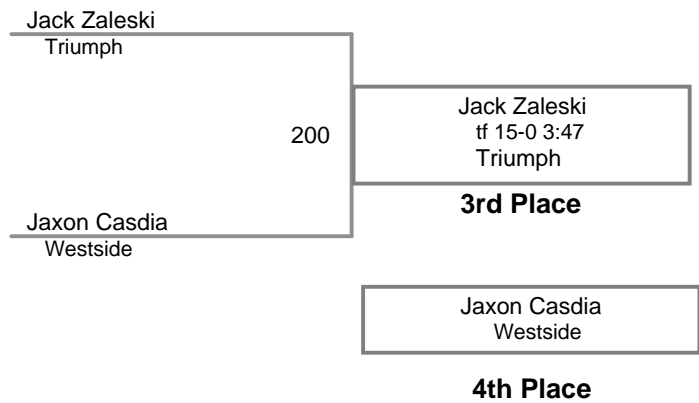 Jack Zaleski
Triumph
200
Jack Zaleski
tf 15-0 3:47
Triumph
3rd Place
Jaxon Casdia
Westside
Jaxon Casdia
Westside
4th Place